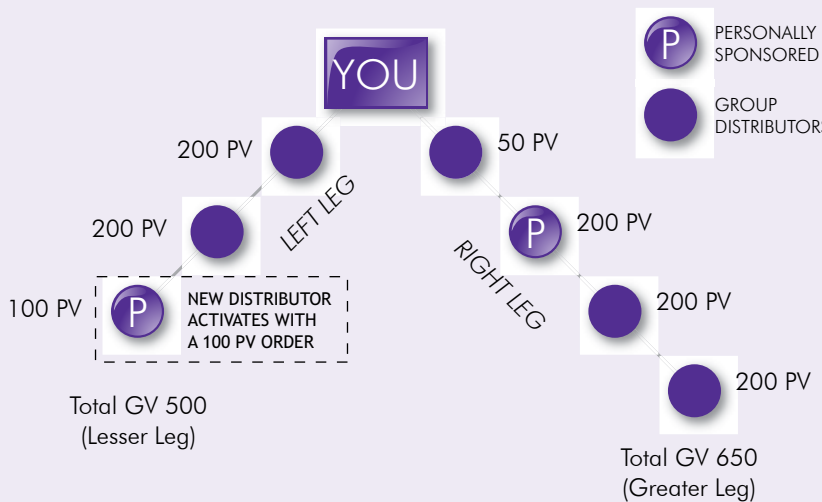 P
PERSONALLY
SPONSORED
GROUP
DISTRIBUTORS
YOU
200 PV
50 PV
LEFT LEG
200 PV
P
200 PV
RIGHT LEG
100 PV
P
NEW DISTRIBUTOR
ACTIVATES WITH
A 100 PV ORDER
200 PV
200 PV
Total GV 500
(Lesser Leg)
Total GV 650
(Greater Leg)